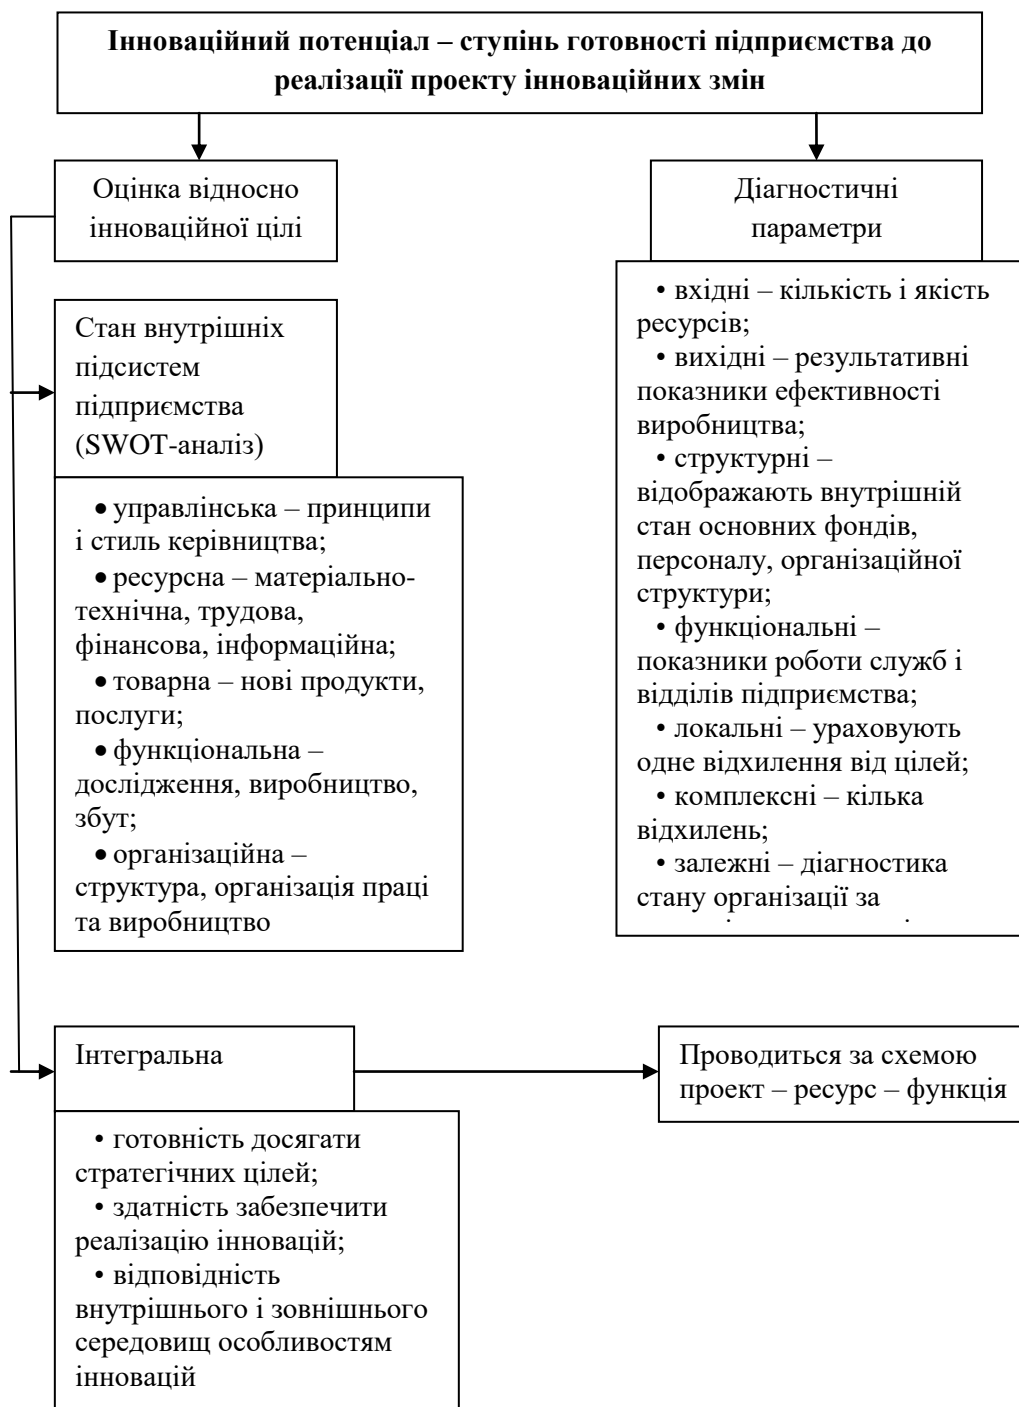 Інноваційний потенціал – ступінь готовності підприємства до
реалізації проекту інноваційних змін
Оцінка відносно
інноваційної цілі
Діагностичні
параметри
Стан внутрішніх
підсистем
підприємства
(SWOT-аналіз)
• управлінська – принципи
і стиль керівництва;
• ресурсна – матеріально-
технічна, трудова,
фінансова, інформаційна;
• товарна – нові продукти,
послуги;
• функціональна –
дослідження, виробництво,
збут;
• організаційна –
структура, організація праці
та виробництво
• вхідні – кількість і якість
ресурсів;
• вихідні – результативні
показники ефективності
виробництва;
• структурні –
відображають внутрішній
стан основних фондів,
персоналу, організаційної
структури;
• функціональні –
показники роботи служб і
відділів підприємства;
• локальні – ураховують
одне відхилення від цілей;
• комплексні – кілька
відхилень;
• залежні – діагностика
стану організації за
Інтегральна
Проводиться за схемою
проект – ресурс – функція
• готовність досягати
стратегічних цілей;
• здатність забезпечити
реалізацію інновацій;
• відповідність
внутрішнього і зовнішнього
середовищ особливостям
інновацій